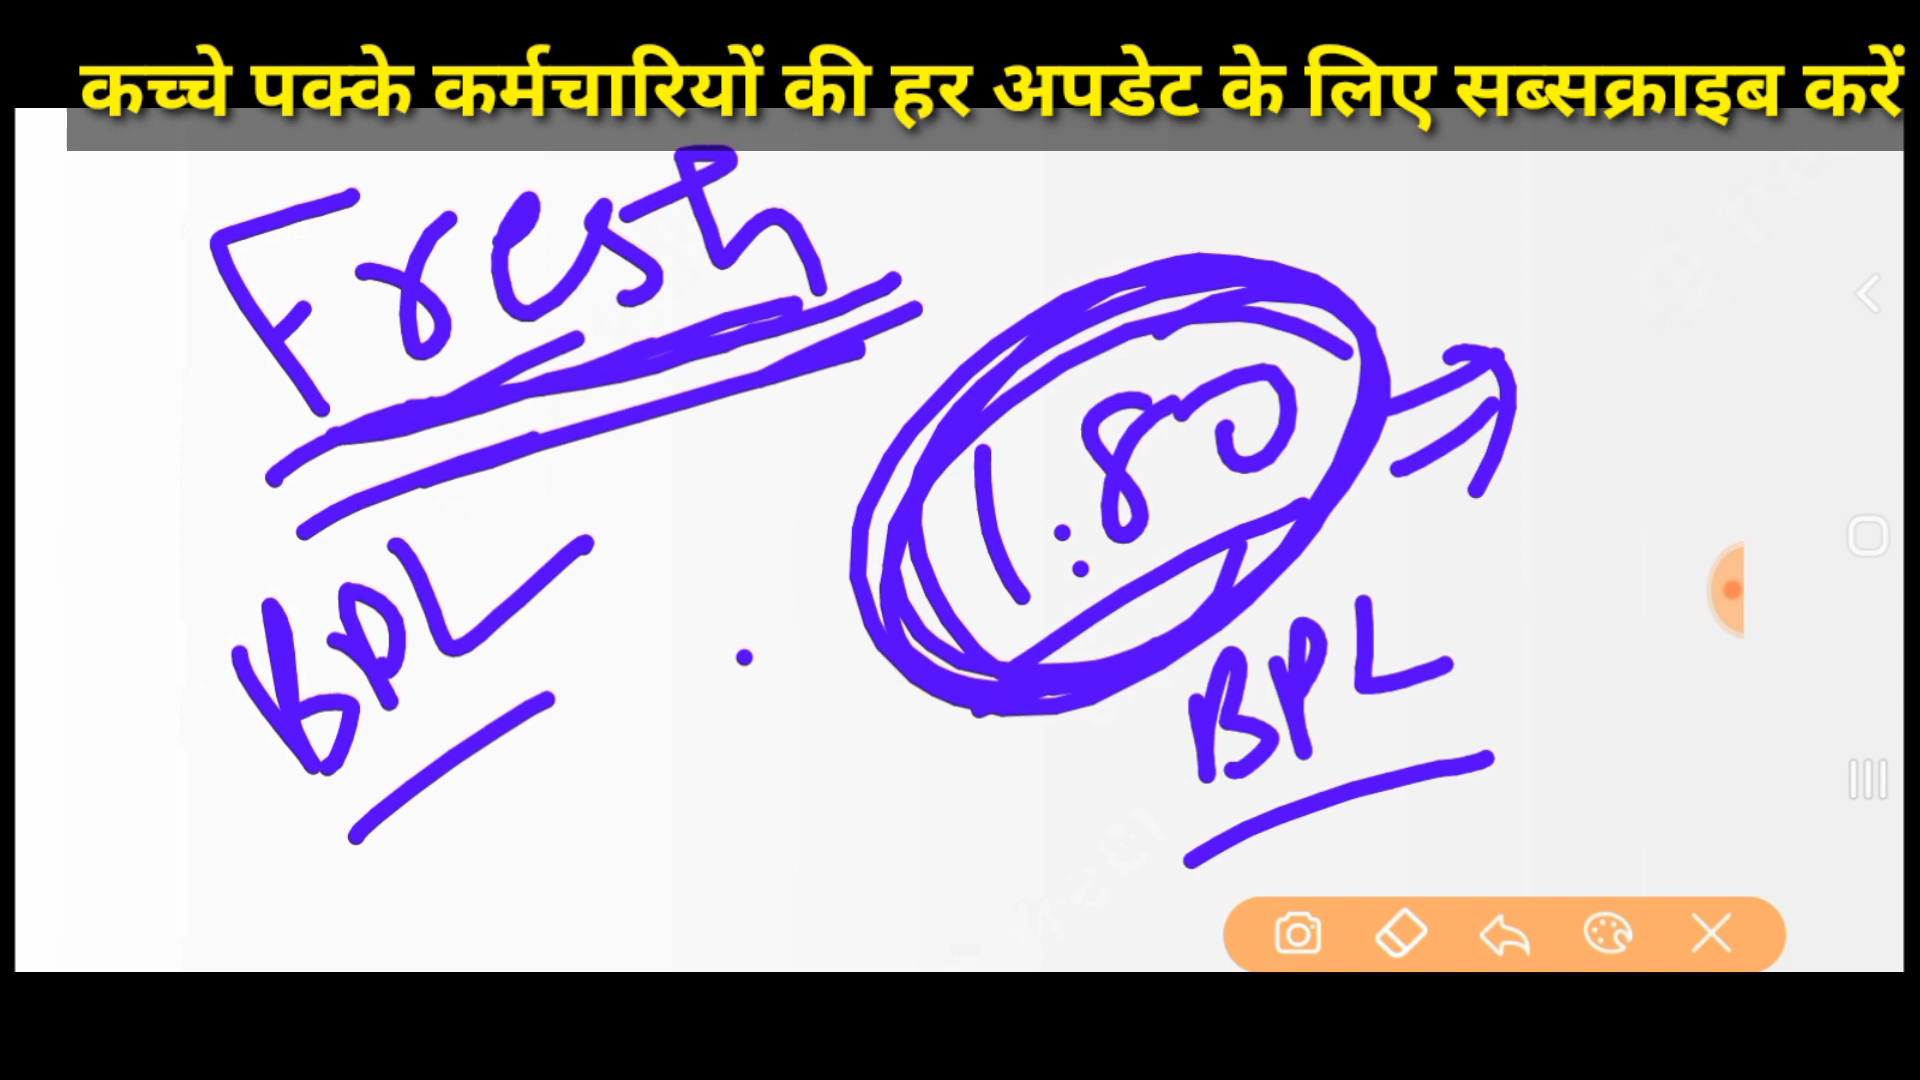 कच्चे पक्के कर्मचारियों की हर अपडेट के लिए सब्सक्राइब करें
Fresh
1.80
BPL
BPL